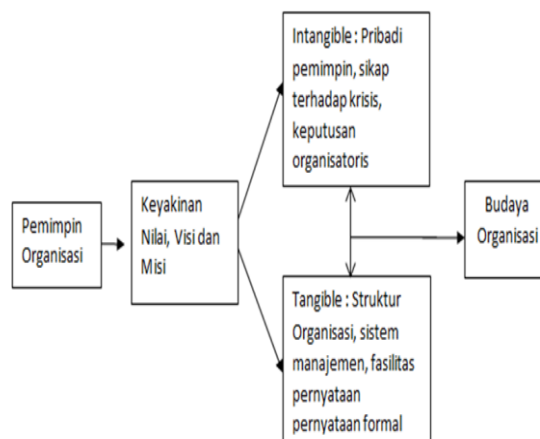 Pemimpin
Organisasi
Keyakinan
Nilai, Visi dan
Misi
Intangible : Pribadi
pemimpin, sikap
terhadap krisis,
keputusan
organisatoris
Tangible : Struktur
Organisasi, sistem
manajemen, fasilitas
pernyataan
pernyataan formal
Budaya
Organisasi